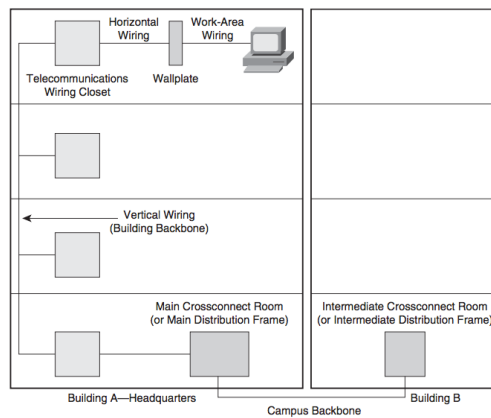 Horizontal
Wiring
Work-Area
Wiring
Telecommunications
Wiring Closet
Wallplate
Vertical Wiring
(Building Backbone)
Main Crossconnect Room
(or Main Distribution Frame)
Intermediate Crossconnect Room
(or Intermediate Distribution Frame)
Building A—Headquarters
Building B
Campus Backbone